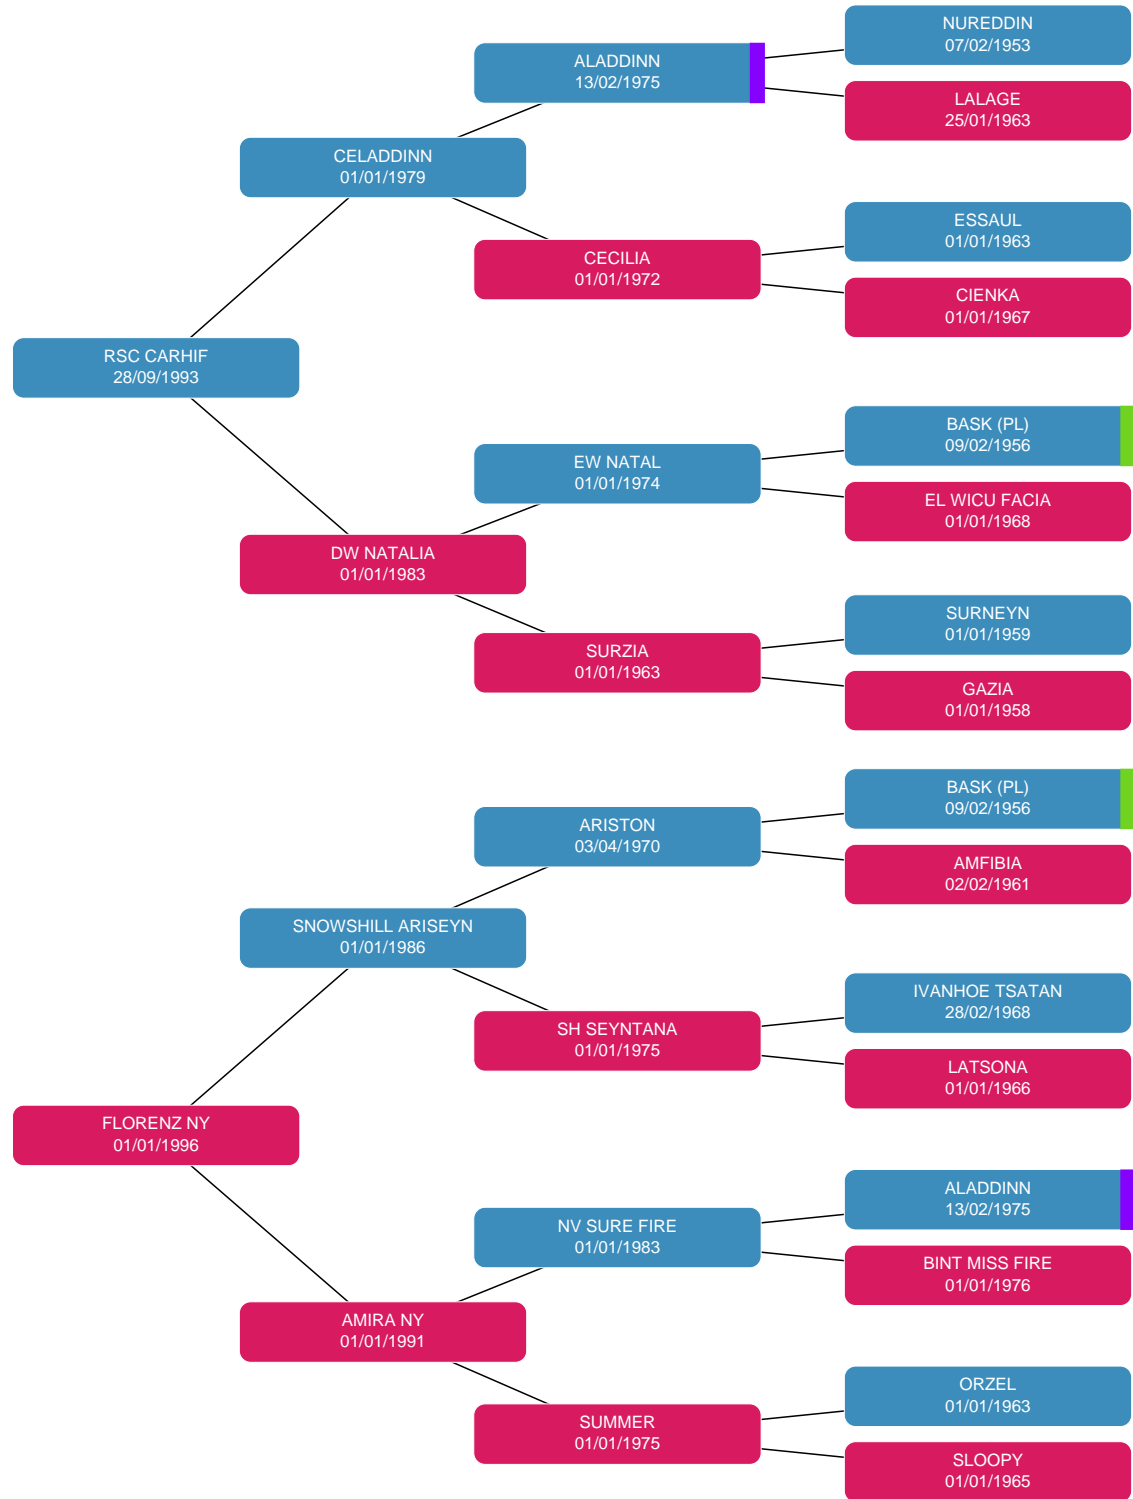 NUREDDIN
07/02/1953
ALADDINN
13/02/1975
LALAGE
25/01/1963
CELADDINN
01/01/1979
ESSAUL
01/01/1963
CECILIA
01/01/1972
CIENKA
01/01/1967
RSC CARHIF
28/09/1993
BASK (PL)
09/02/1956
EW NATAL
01/01/1974
EL WICU FACIA
01/01/1968
DW NATALIA
01/01/1983
SURNEYN
01/01/1959
SURZIA
01/01/1963
GAZIA
01/01/1958
BASK (PL)
09/02/1956
ARISTON
03/04/1970
AMFIBIA
02/02/1961
SNOWSHILL ARISEYN
01/01/1986
IVANHOE TSATAN
28/02/1968
SH SEYNTANA
01/01/1975
LATSONA
01/01/1966
FLORENZ NY
01/01/1996
ALADDINN
13/02/1975
NV SURE FIRE
01/01/1983
BINT MISS FIRE
01/01/1976
AMIRA NY
01/01/1991
ORZEL
01/01/1963
SUMMER
01/01/1975
SLOOPY
01/01/1965